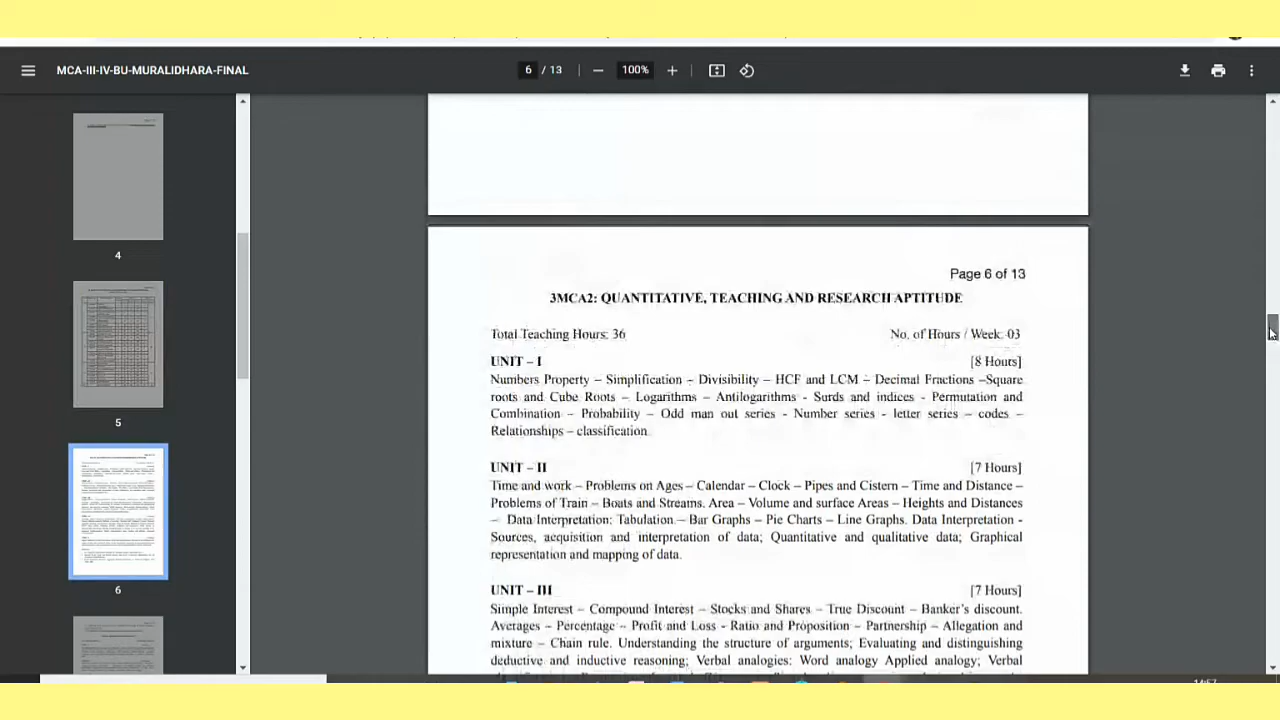 MCA-III-IV-BU-MURALIDHARA-FINAL
6 / 13
100%
4
5
6
Page 6 of 13
3MCA2: QUANTITATIVE, TEACHING AND RESEARCH APTITUDE
Total Teaching Hours: 36 No. of Hours / Week: 03
UNIT – I [8 Hours]
Numbers Property – Simplification – Divisibility – HCF and LCM – Decimal Fractions –Square
roots and Cube Roots – Logarithms – Antilogarithms - Surds and indices - Permutation and
Combination – Probability – Odd man out series - Number series - letter series – codes –
Relationships – classification.
UNIT – II [7 Hours]
Time and work – Problems on Ages – Calendar – Clock – Pipes and Cistern – Time and Distance –
Problems of Train – Boats and Streams. Area – Volume and surface Areas – Heights and Distances
– Data Interpretation: Tabulation – Bar Graphs – Pie Charts – Line Graphs. Data Interpretation -
Sources, acquisition and interpretation of data; Quantitative and qualitative data; Graphical
representation and mapping of data.
UNIT – III [7 Hours]
Simple Interest – Compound Interest – Stocks and Shares – True Discount – Banker's discount.
Averages – Percentage – Profit and Loss - Ratio and Proposition – Partnership – Allegation and
mixture – Chain rule. Understanding the structure of arguments; Evaluating and distinguishing
deductive and inductive reasoning; Verbal analogies: Word analogy Applied analogy; Verbal